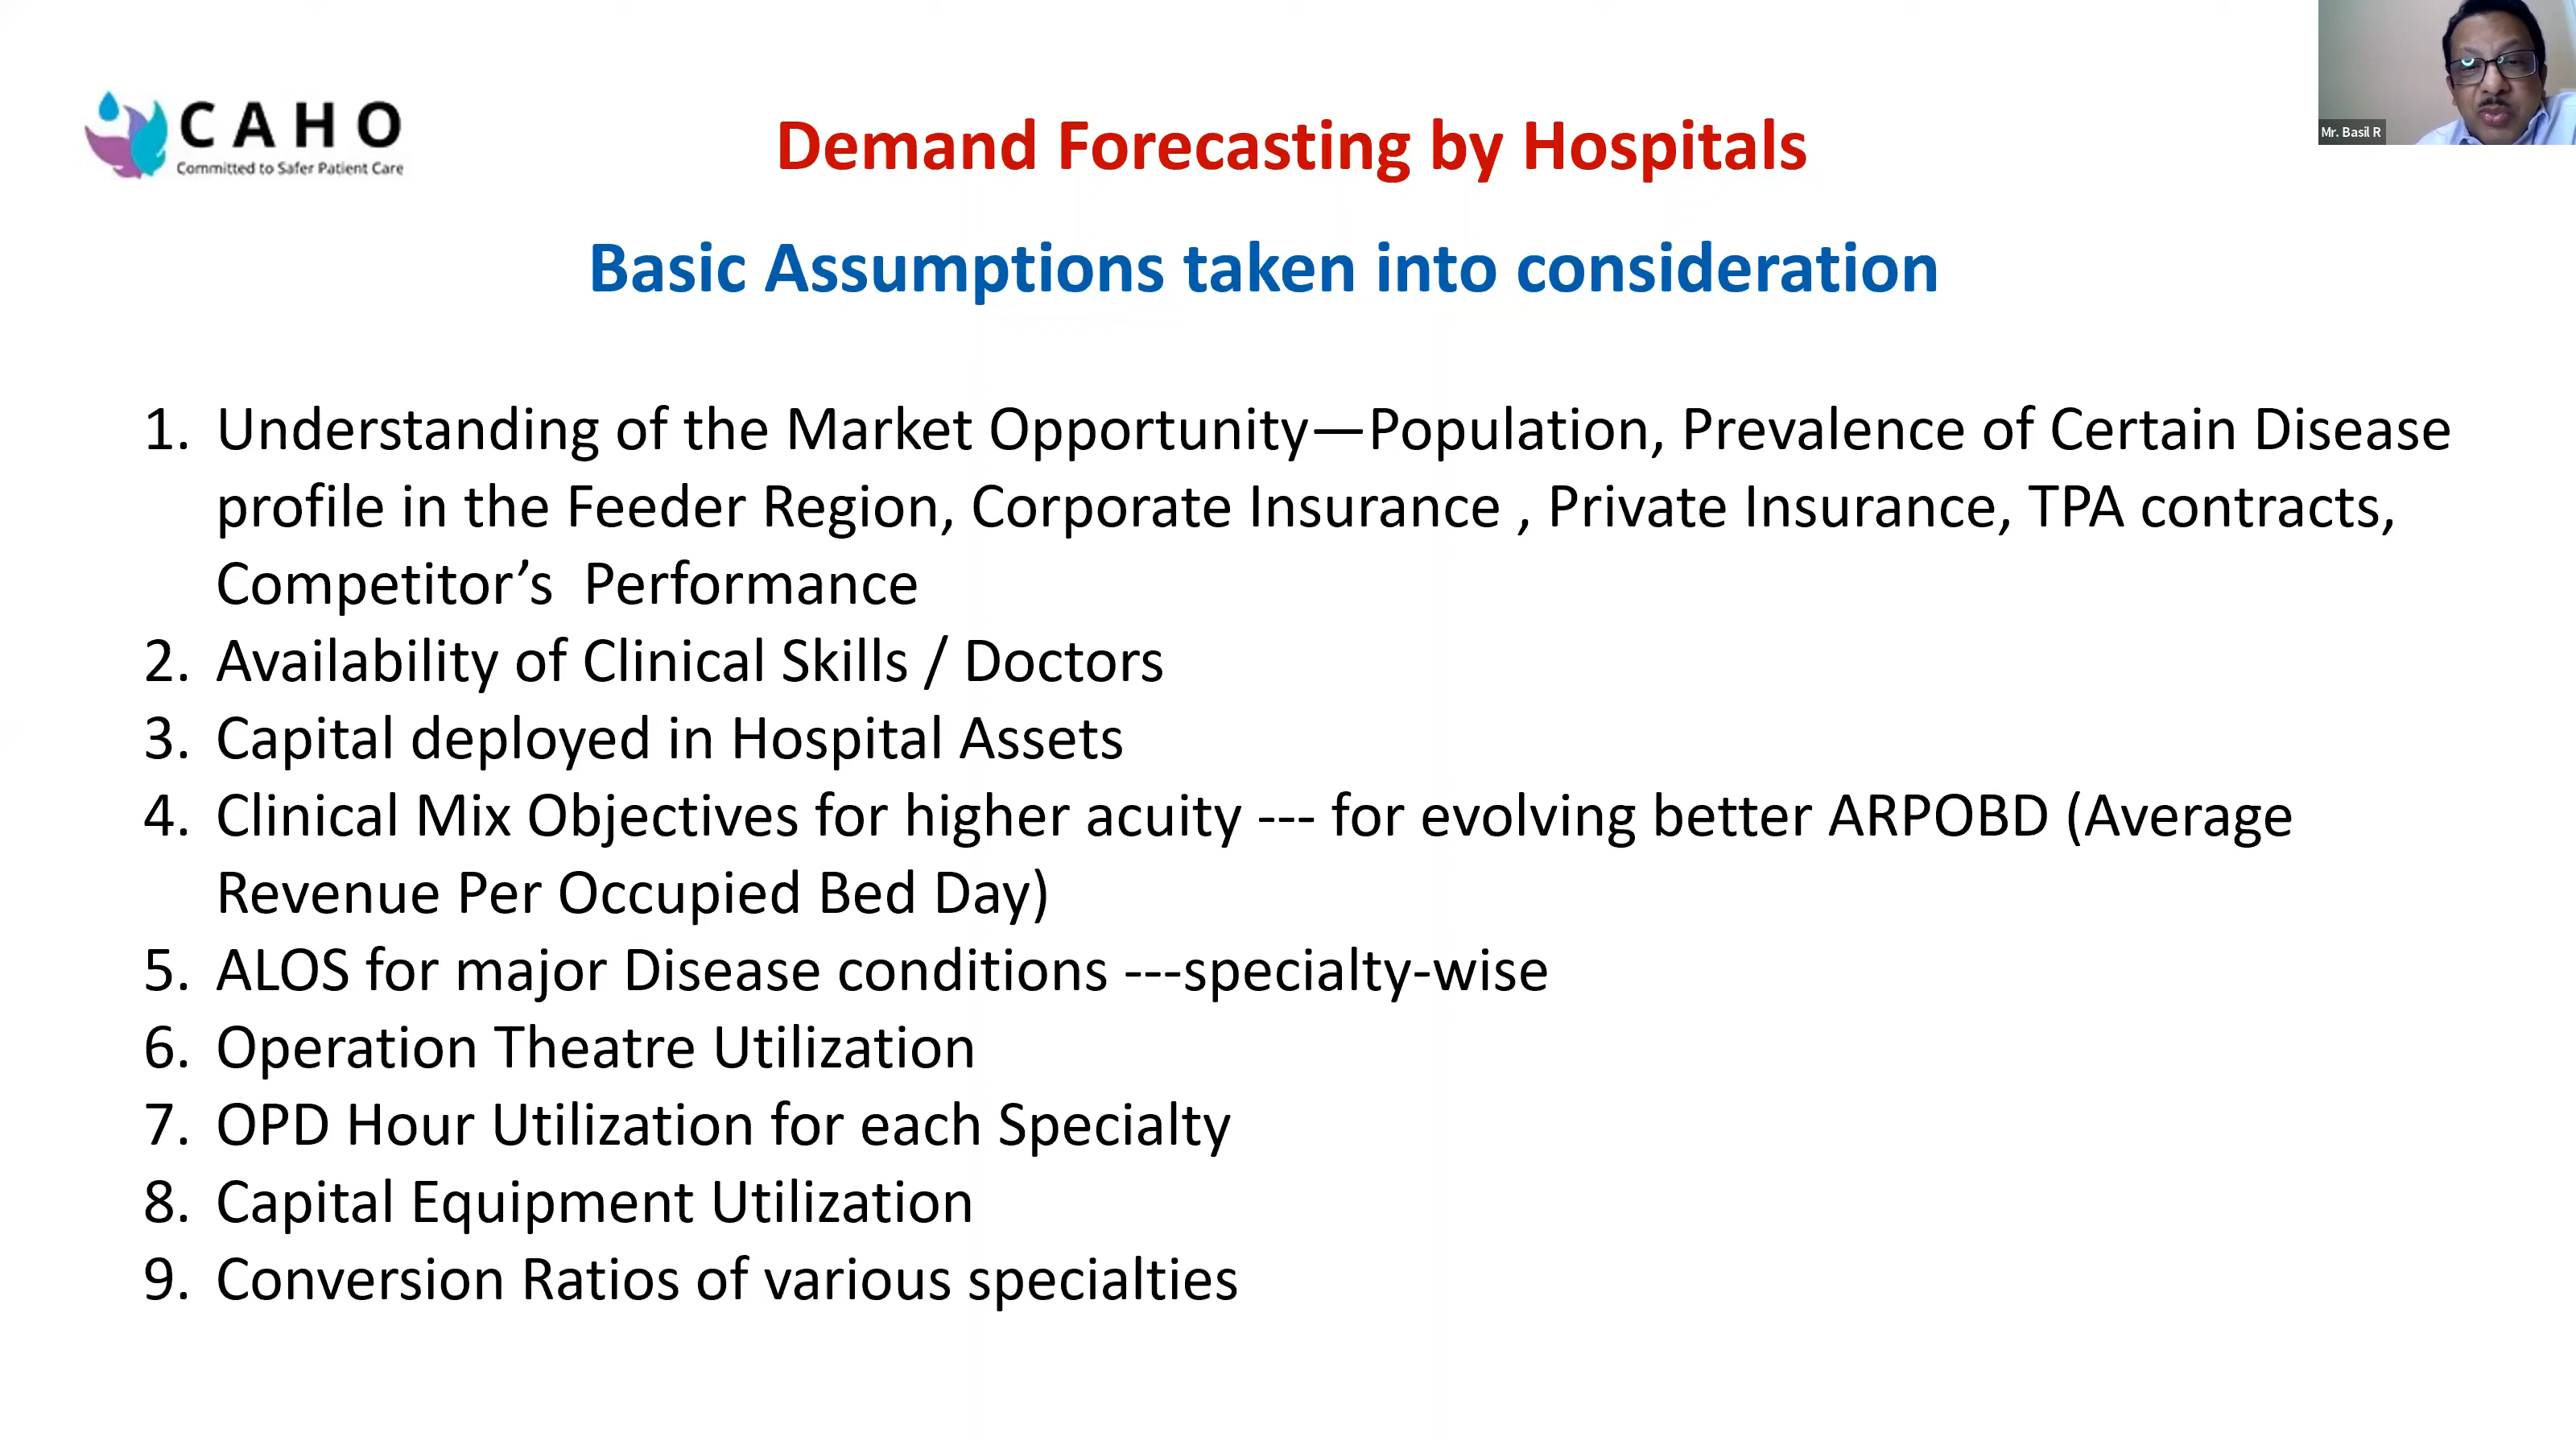 CAHO
Committed to Safer Patient Care
Demand Forecasting by Hospitals
Mr. Basil R
Basic Assumptions taken into consideration
1. Understanding of the Market Opportunity—Population, Prevalence of Certain Disease
profile in the Feeder Region, Corporate Insurance , Private Insurance, TPA contracts,
Competitor’s  Performance
2. Availability of Clinical Skills / Doctors
3. Capital deployed in Hospital Assets
4. Clinical Mix Objectives for higher acuity --- for evolving better ARPOBD (Average
Revenue Per Occupied Bed Day)
5. ALOS for major Disease conditions ---specialty-wise
6. Operation Theatre Utilization
7. OPD Hour Utilization for each Specialty
8. Capital Equipment Utilization
9. Conversion Ratios of various specialties